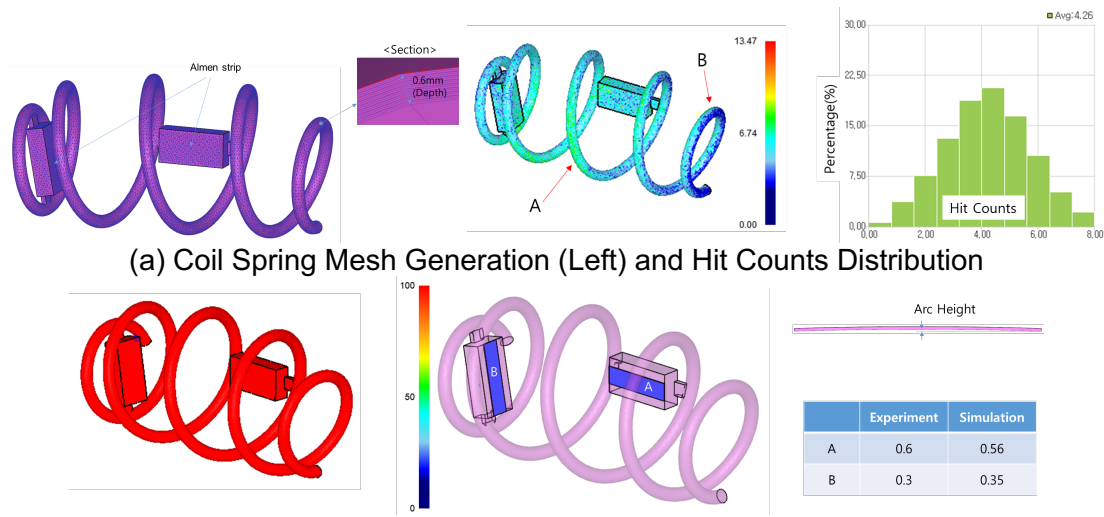 Almen strip
<Section>
0.6mm
(Depth)
13.47
6.74
0.00
A
B
Avg:4.26
30,00
22,50
15,00
7,50
0,00
Percentage(%)
Hit Counts
0,00
2,00
4,00
6,00
8,00
(a) Coil Spring Mesh Generation (Left) and Hit Counts Distribution
100
50
0
B
A
Arc Height
Experiment Simulation
A 0.6 0.56
B 0.3 0.35